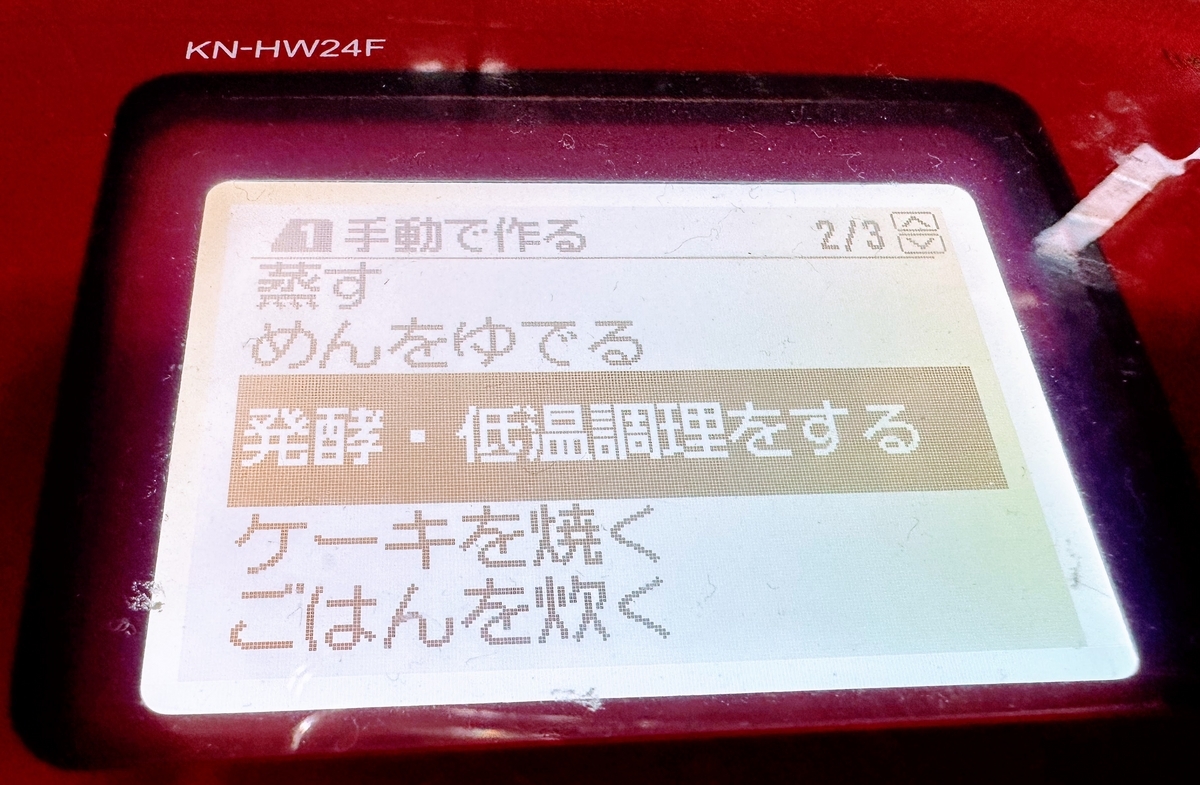 KN-HW24F
1 手動で作る 2/3
蒸す
めんをゆでる
発酵・低温調理をする
ケーキを焼く
ごはんを炊く